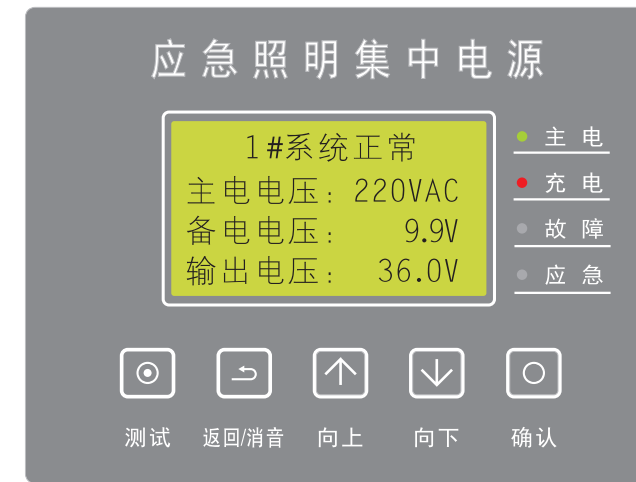 应急照明集中电源
1#系统正常
主电电压: 220VAC
备电电压: 9.9V
输出电压: 36.0V
主电
充电
故障
应急
测试 返回/消音 向上 向下 确认